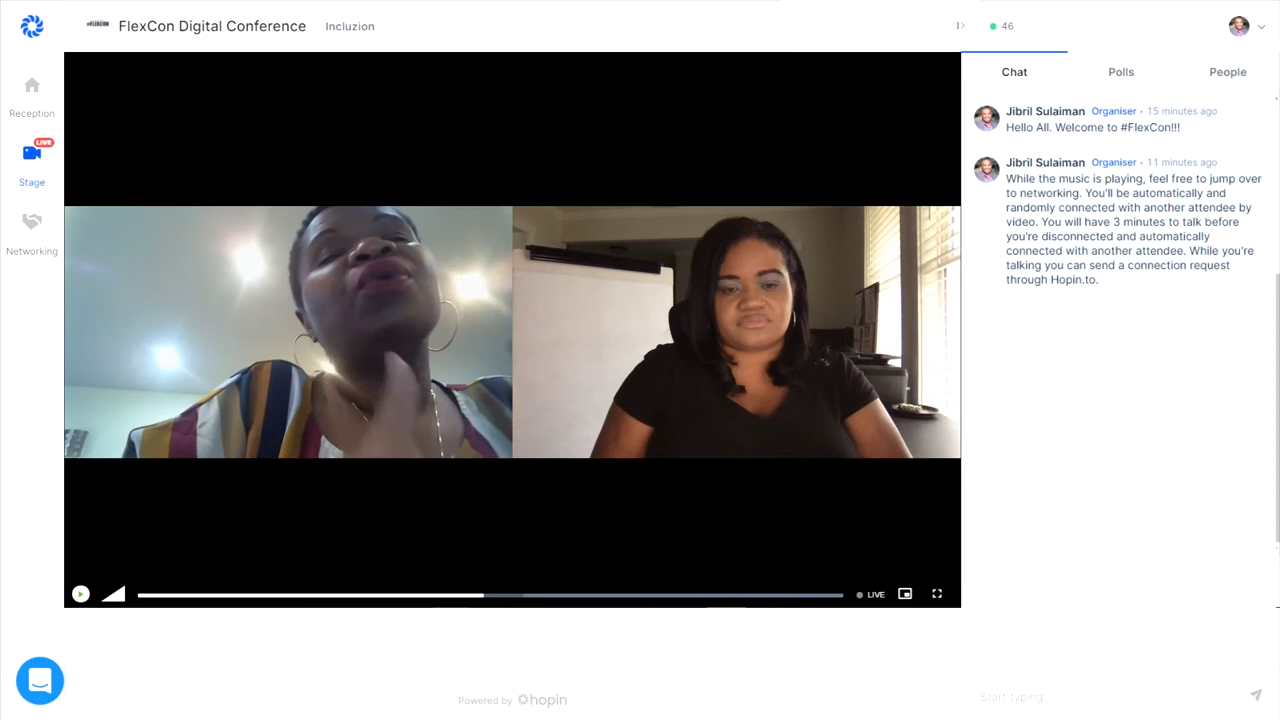 #FLEXCON FlexCon Digital Conference Incluzion
46
Reception
LIVE
Stage
Networking
Chat Polls People
Jibril Sulaiman Organiser • 15 minutes ago
Hello All. Welcome to #FlexCon!!!
Jibril Sulaiman Organiser • 11 minutes ago
While the music is playing, feel free to jump over
to networking. You'll be automatically and
randomly connected with another attendee by
video. You will have 3 minutes to talk before
you're disconnected and automatically
connected with another attendee. While you're
talking you can send a connection request
through Hopin.to.
LIVE
Powered by hopin
Start typing...